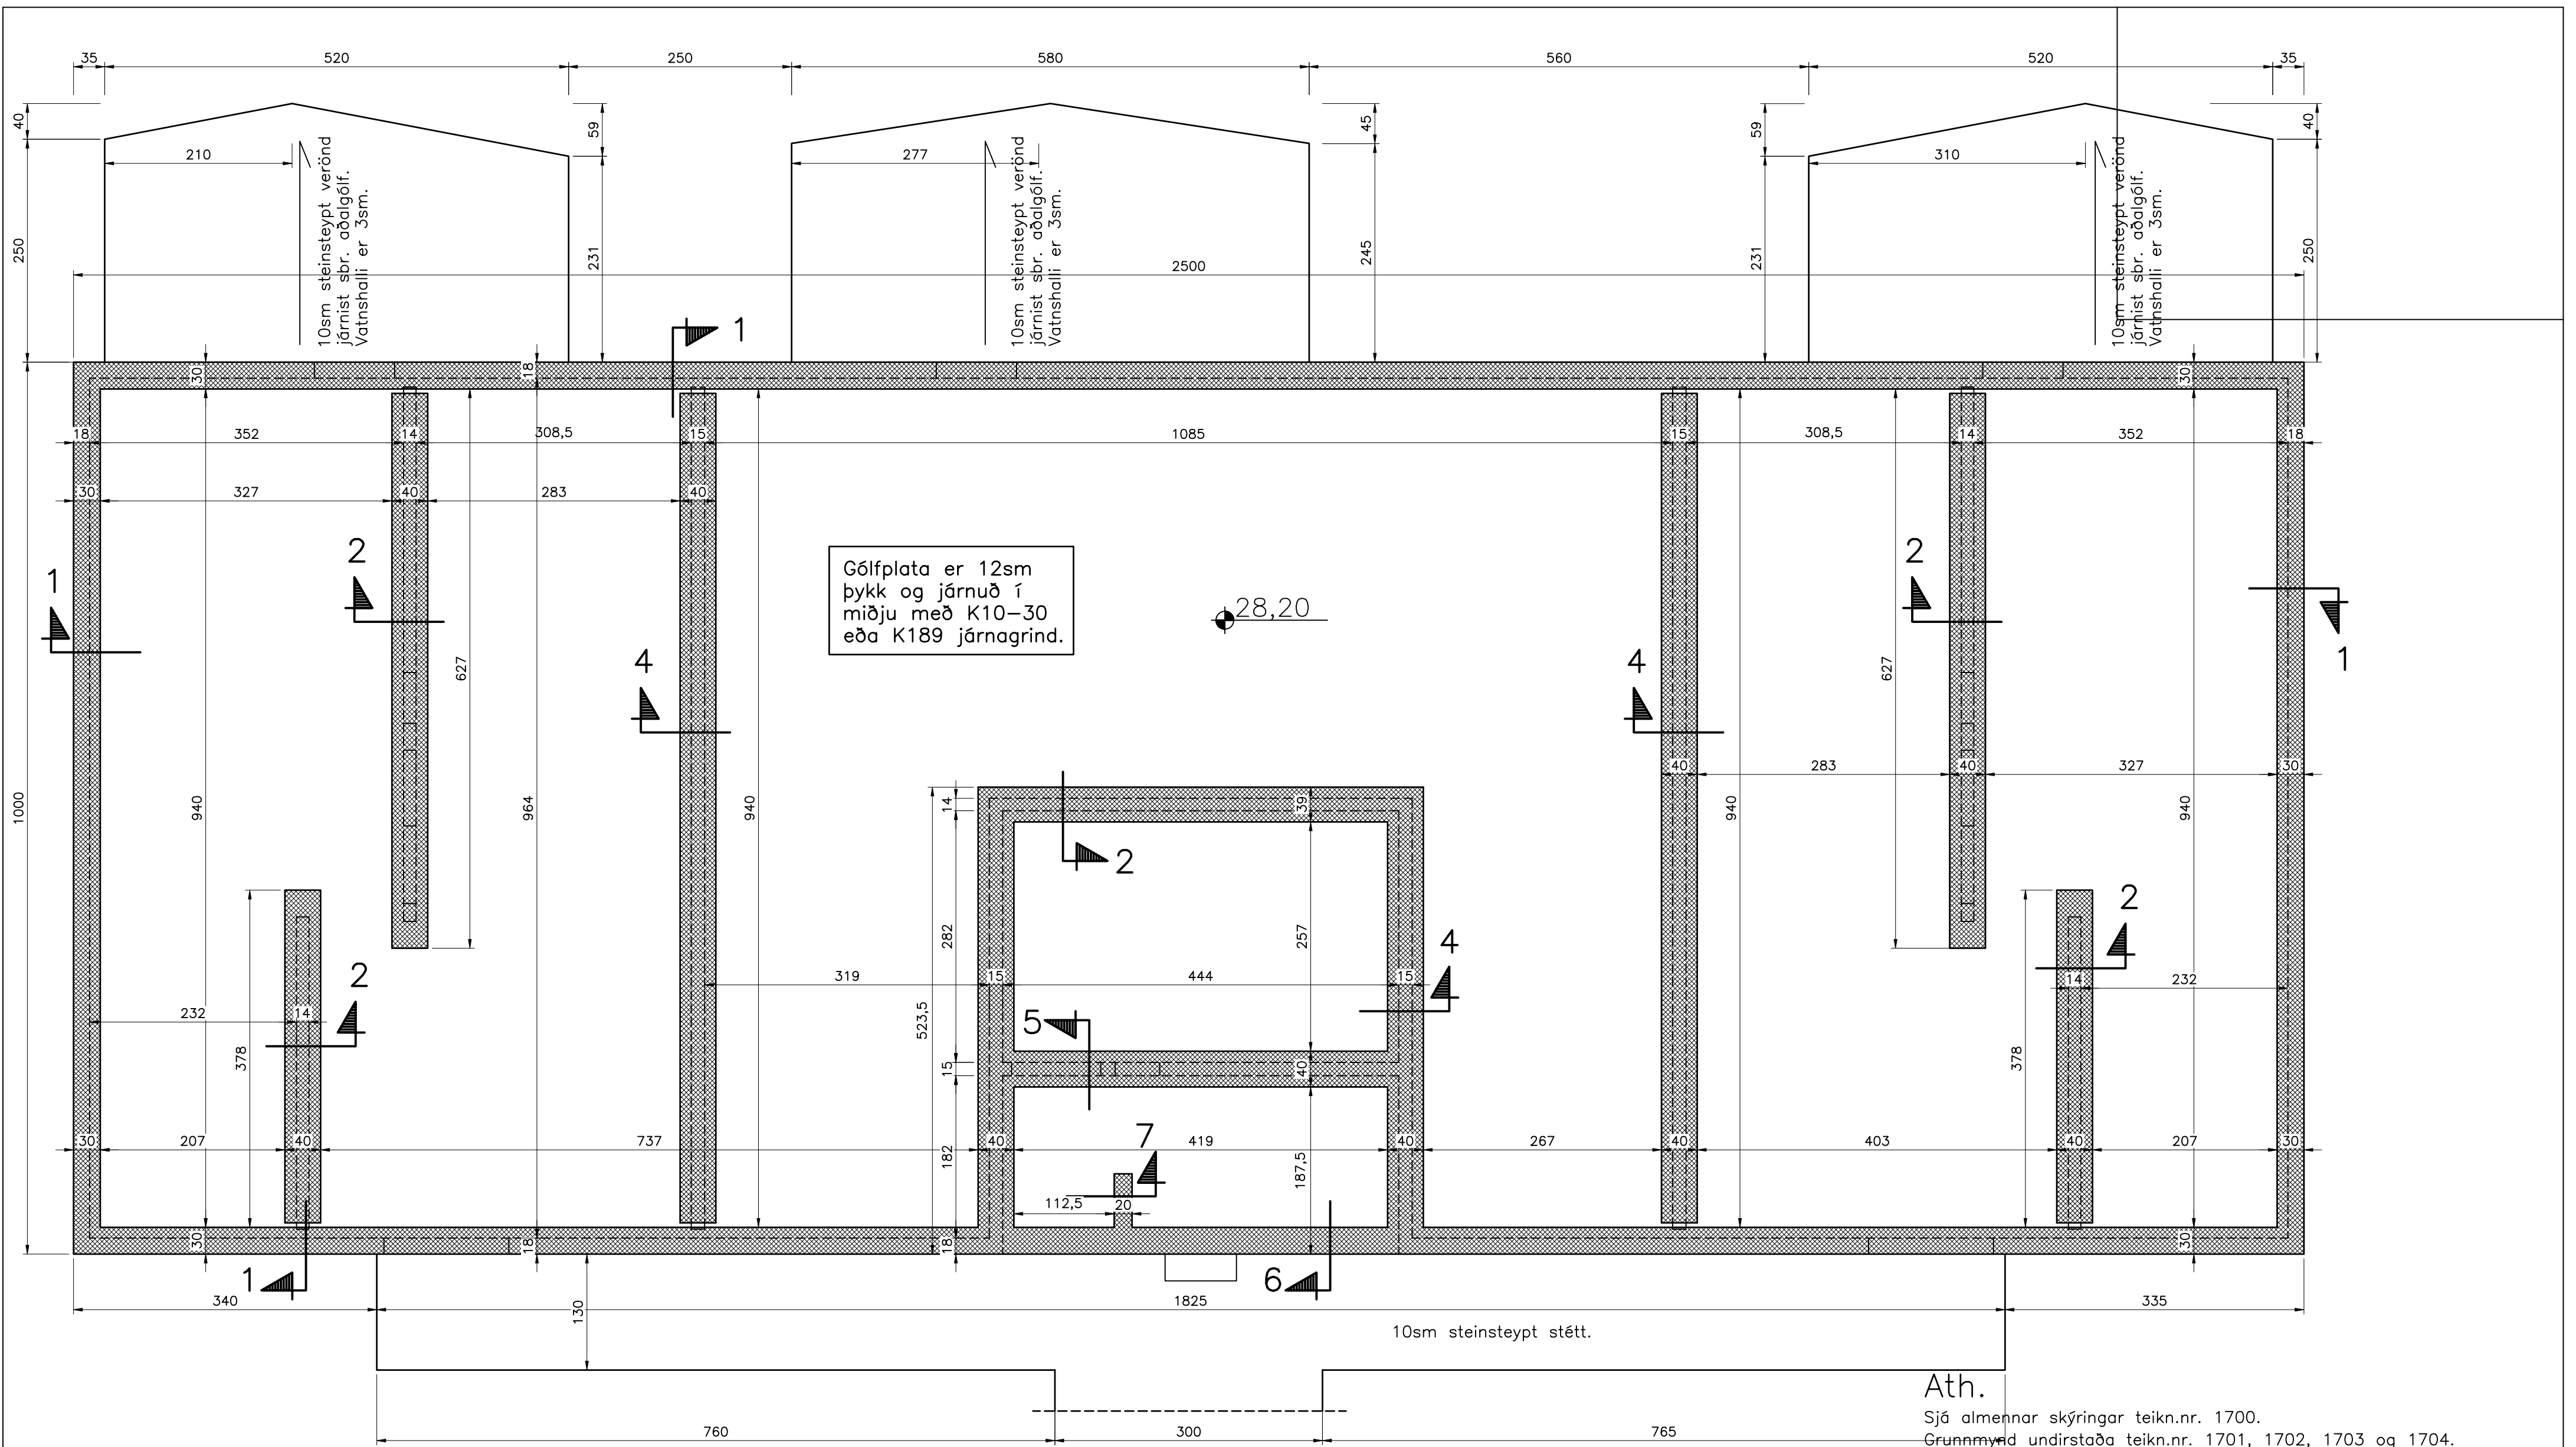 35 520 250 580 560 520 35
40 59 45 59 40
210 277 310
10sm steinsteypt verönd
járnist sbr. aðalgólf.
Vatnshalli er 3sm.
10sm steinsteypt verönd
járnist sbr. aðalgólf.
Vatnshalli er 3sm.
10sm steinsteypt verönd
járnist sbr. aðalgólf.
Vatnshalli er 3sm.
250 231 245 231 250
2500
1
30 18 30
18 352 14 308,5 15 1085 15 308,5 14 352 18
30 327 40 283 40
1 2 2 1
Gólfplata er 12sm
þykk og járnuð í
miðju með K10-30
eða K189 járnagrind.
28,20
4 4
627 627
40 283 40 327 30
1000 940 964 940 14 39 940 940
2
2 2
378 282 257 4 378
319 15 444 15
232 14 14 232
523,5
5
15 40
30 207 40 737 40 419 40 267 40 403 40 207 30
182 187,5
7
112,5 20
30 18 18 30
1 6
340 1825 335
130
10sm steinsteypt stétt.
Ath.
Sjá almennar skýringar teikn.nr. 1700.
Grunnmynd undirstaða teikn.nr. 1701, 1702, 1703 og 1704.
760 300 765